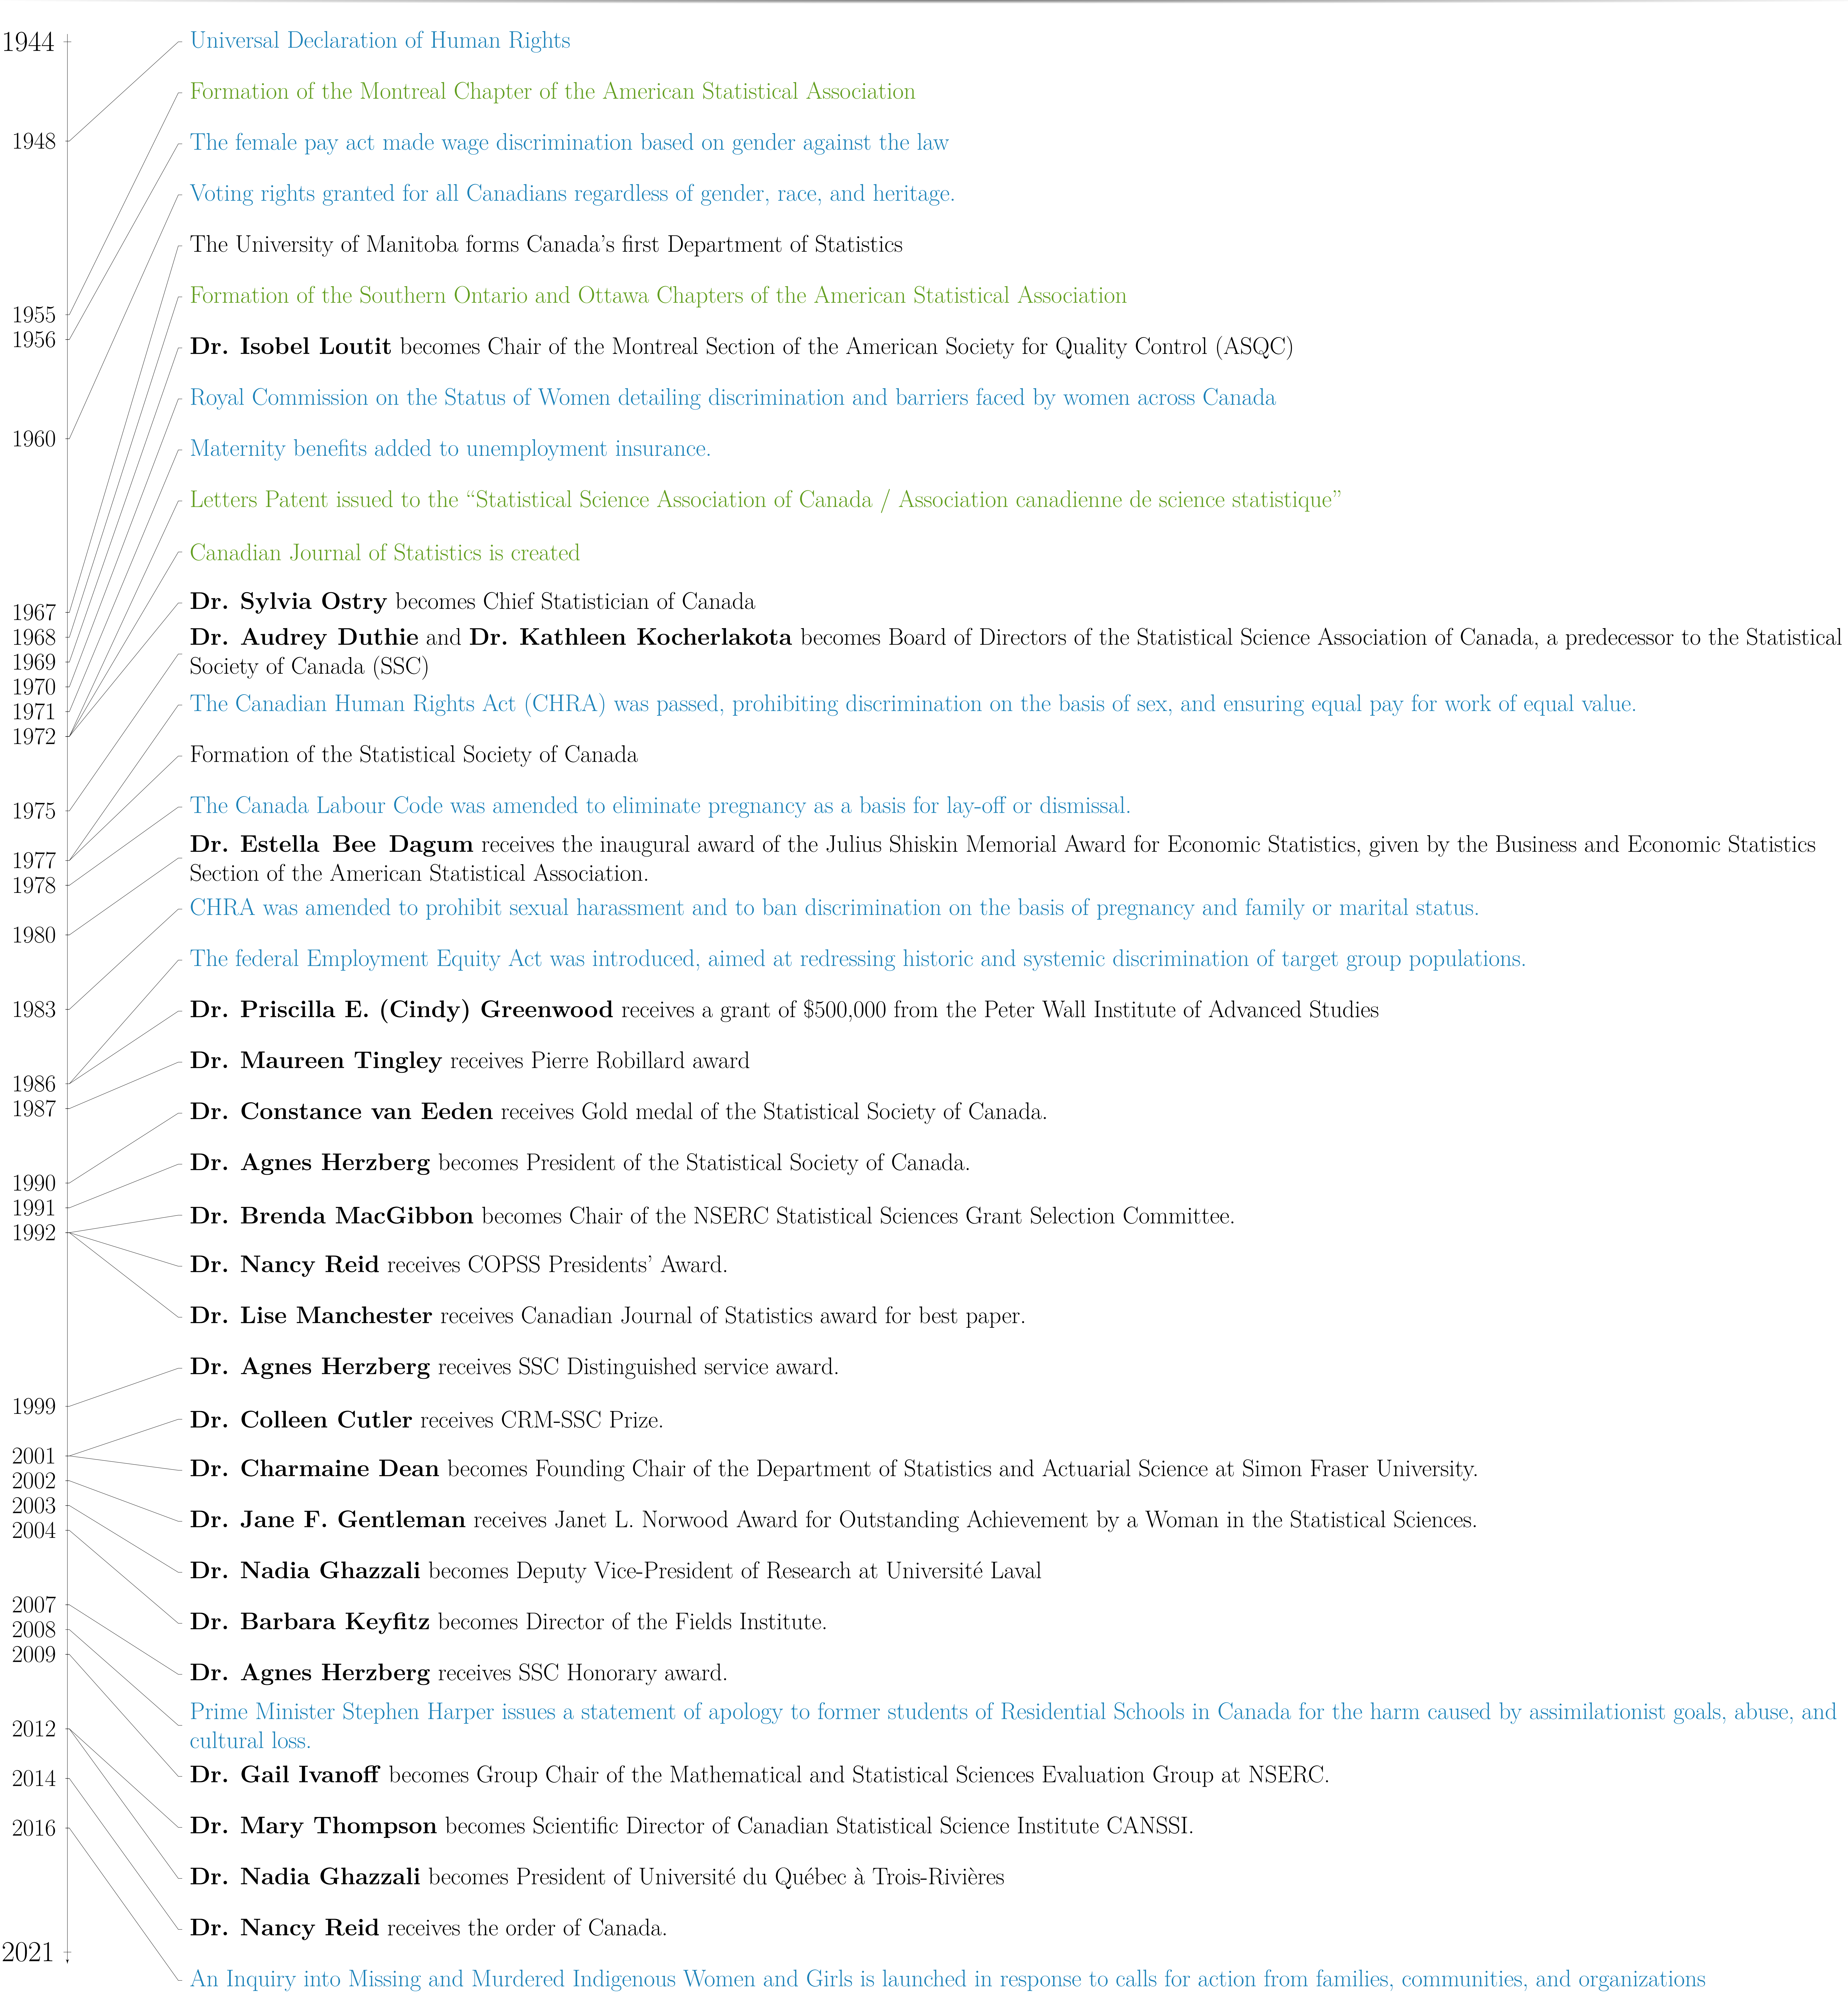 1944
Universal Declaration of Human Rights
Formation of the Montreal Chapter of the American Statistical Association
1948
The female pay act made wage discrimination based on gender against the law
Voting rights granted for all Canadians regardless of gender, race, and heritage.
The University of Manitoba forms Canada's first Department of Statistics
Formation of the Southern Ontario and Ottawa Chapters of the American Statistical Association
1955
1956
Dr. Isobel Loutit becomes Chair of the Montreal Section of the American Society for Quality Control (ASQC)
Royal Commission on the Status of Women detailing discrimination and barriers faced by women across Canada
1960
Maternity benefits added to unemployment insurance.
Letters Patent issued to the “Statistical Science Association of Canada / Association canadienne de science statistique”
Canadian Journal of Statistics is created
Dr. Sylvia Ostry becomes Chief Statistician of Canada
1967
1968
Dr. Audrey Duthie and Dr. Kathleen Kocherlakota becomes Board of Directors of the Statistical Science Association of Canada, a predecessor to the Statistical
Society of Canada (SSC)
1969
1970
The Canadian Human Rights Act (CHRA) was passed, prohibiting discrimination on the basis of sex, and ensuring equal pay for work of equal value.
1971
1972
Formation of the Statistical Society of Canada
The Canada Labour Code was amended to eliminate pregnancy as a basis for lay-off or dismissal.
1975
Dr. Estella Bee Dagum receives the inaugural award of the Julius Shiskin Memorial Award for Economic Statistics, given by the Business and Economic Statistics
Section of the American Statistical Association.
1977
1978
CHRA was amended to prohibit sexual harassment and to ban discrimination on the basis of pregnancy and family or marital status.
1980
The federal Employment Equity Act was introduced, aimed at redressing historic and systemic discrimination of target group populations.
1983
Dr. Priscilla E. (Cindy) Greenwood receives a grant of $500,000 from the Peter Wall Institute of Advanced Studies
Dr. Maureen Tingley receives Pierre Robillard award
1986
1987
Dr. Constance van Eeden receives Gold medal of the Statistical Society of Canada.
Dr. Agnes Herzberg becomes President of the Statistical Society of Canada.
1990
1991
Dr. Brenda MacGibbon becomes Chair of the NSERC Statistical Sciences Grant Selection Committee.
1992
Dr. Nancy Reid receives COPSS Presidents' Award.
Dr. Lise Manchester receives Canadian Journal of Statistics award for best paper.
Dr. Agnes Herzberg receives SSC Distinguished service award.
1999
Dr. Colleen Cutler receives CRM-SSC Prize.
2001
Dr. Charmaine Dean becomes Founding Chair of the Department of Statistics and Actuarial Science at Simon Fraser University.
2002
2003
Dr. Jane F. Gentleman receives Janet L. Norwood Award for Outstanding Achievement by a Woman in the Statistical Sciences.
2004
Dr. Nadia Ghazzali becomes Deputy Vice-President of Research at Université Laval
2007
Dr. Barbara Keyfitz becomes Director of the Fields Institute.
2008
2009
Dr. Agnes Herzberg receives SSC Honorary award.
Prime Minister Stephen Harper issues a statement of apology to former students of Residential Schools in Canada for the harm caused by assimilationist goals, abuse, and
cultural loss.
2012
Dr. Gail Ivanoff becomes Group Chair of the Mathematical and Statistical Sciences Evaluation Group at NSERC.
2014
Dr. Mary Thompson becomes Scientific Director of Canadian Statistical Science Institute CANSSI.
2016
Dr. Nadia Ghazzali becomes President of Université du Québec à Trois-Rivières
Dr. Nancy Reid receives the order of Canada.
2021
An Inquiry into Missing and Murdered Indigenous Women and Girls is launched in response to calls for action from families, communities, and organizations